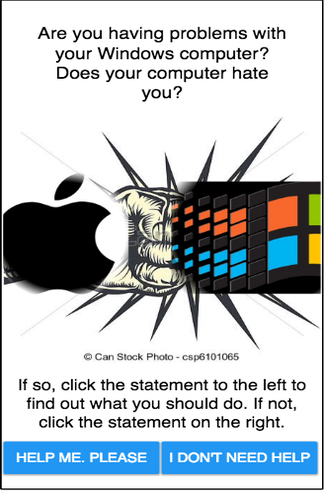 Are you having problems with
your Windows computer?
Does your computer hate
you?
© Can Stock Photo - csp6101065
If so, click the statement to the left to
find out what you should do. If not,
click the statement on the right.
HELP ME. PLEASE
I DON'T NEED HELP